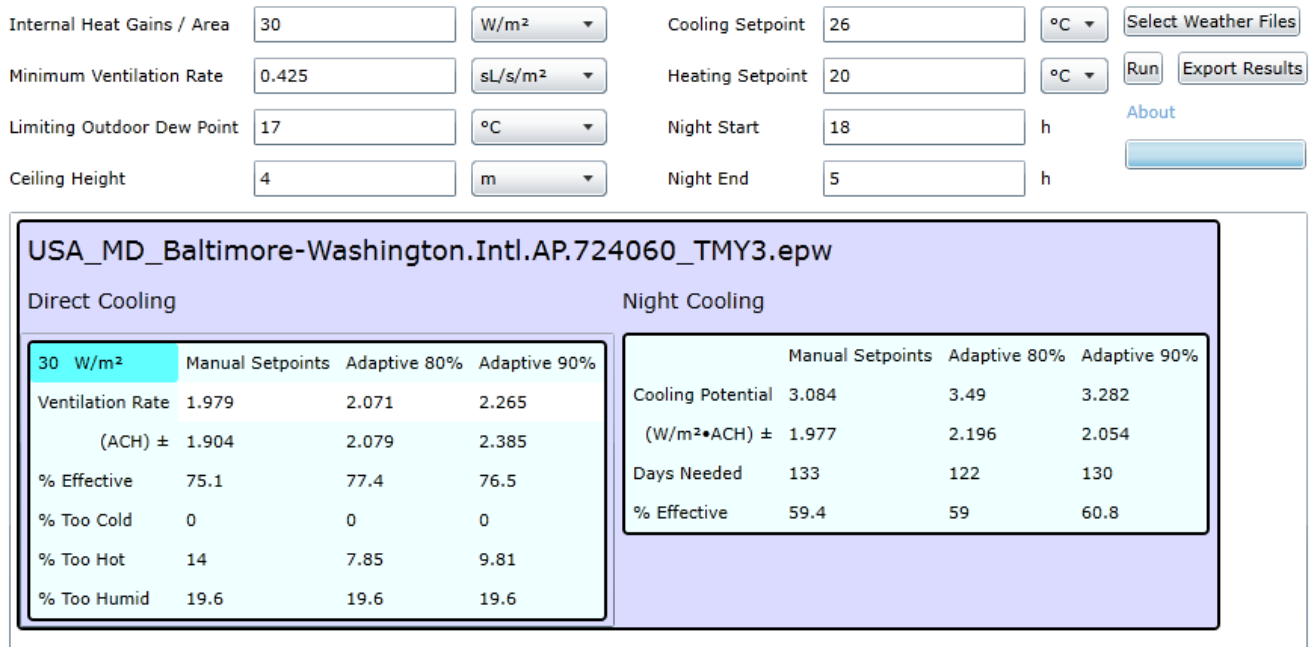 Internal Heat Gains / Area 30 W/m² Cooling Setpoint 26 °C Select Weather Files
Minimum Ventilation Rate 0.425 sL/s/m² Heating Setpoint 20 °C Run Export Results
Limiting Outdoor Dew Point 17 °C Night Start 18 h About
Ceiling Height 4 m Night End 5 h
USA_MD_Baltimore-Washington.Intl.AP.724060_TMY3.epw
Direct Cooling
30 W/m² Manual Setpoints Adaptive 80% Adaptive 90%
Ventilation Rate 1.979 2.071 2.265
(ACH) ± 1.904 2.079 2.385
% Effective 75.1 77.4 76.5
% Too Cold 0 0 0
% Too Hot 14 7.85 9.81
% Too Humid 19.6 19.6 19.6
Night Cooling
Manual Setpoints Adaptive 80% Adaptive 90%
Cooling Potential 3.084 3.49 3.282
(W/m²•ACH) ± 1.977 2.196 2.054
Days Needed 133 122 130
% Effective 59.4 59 60.8